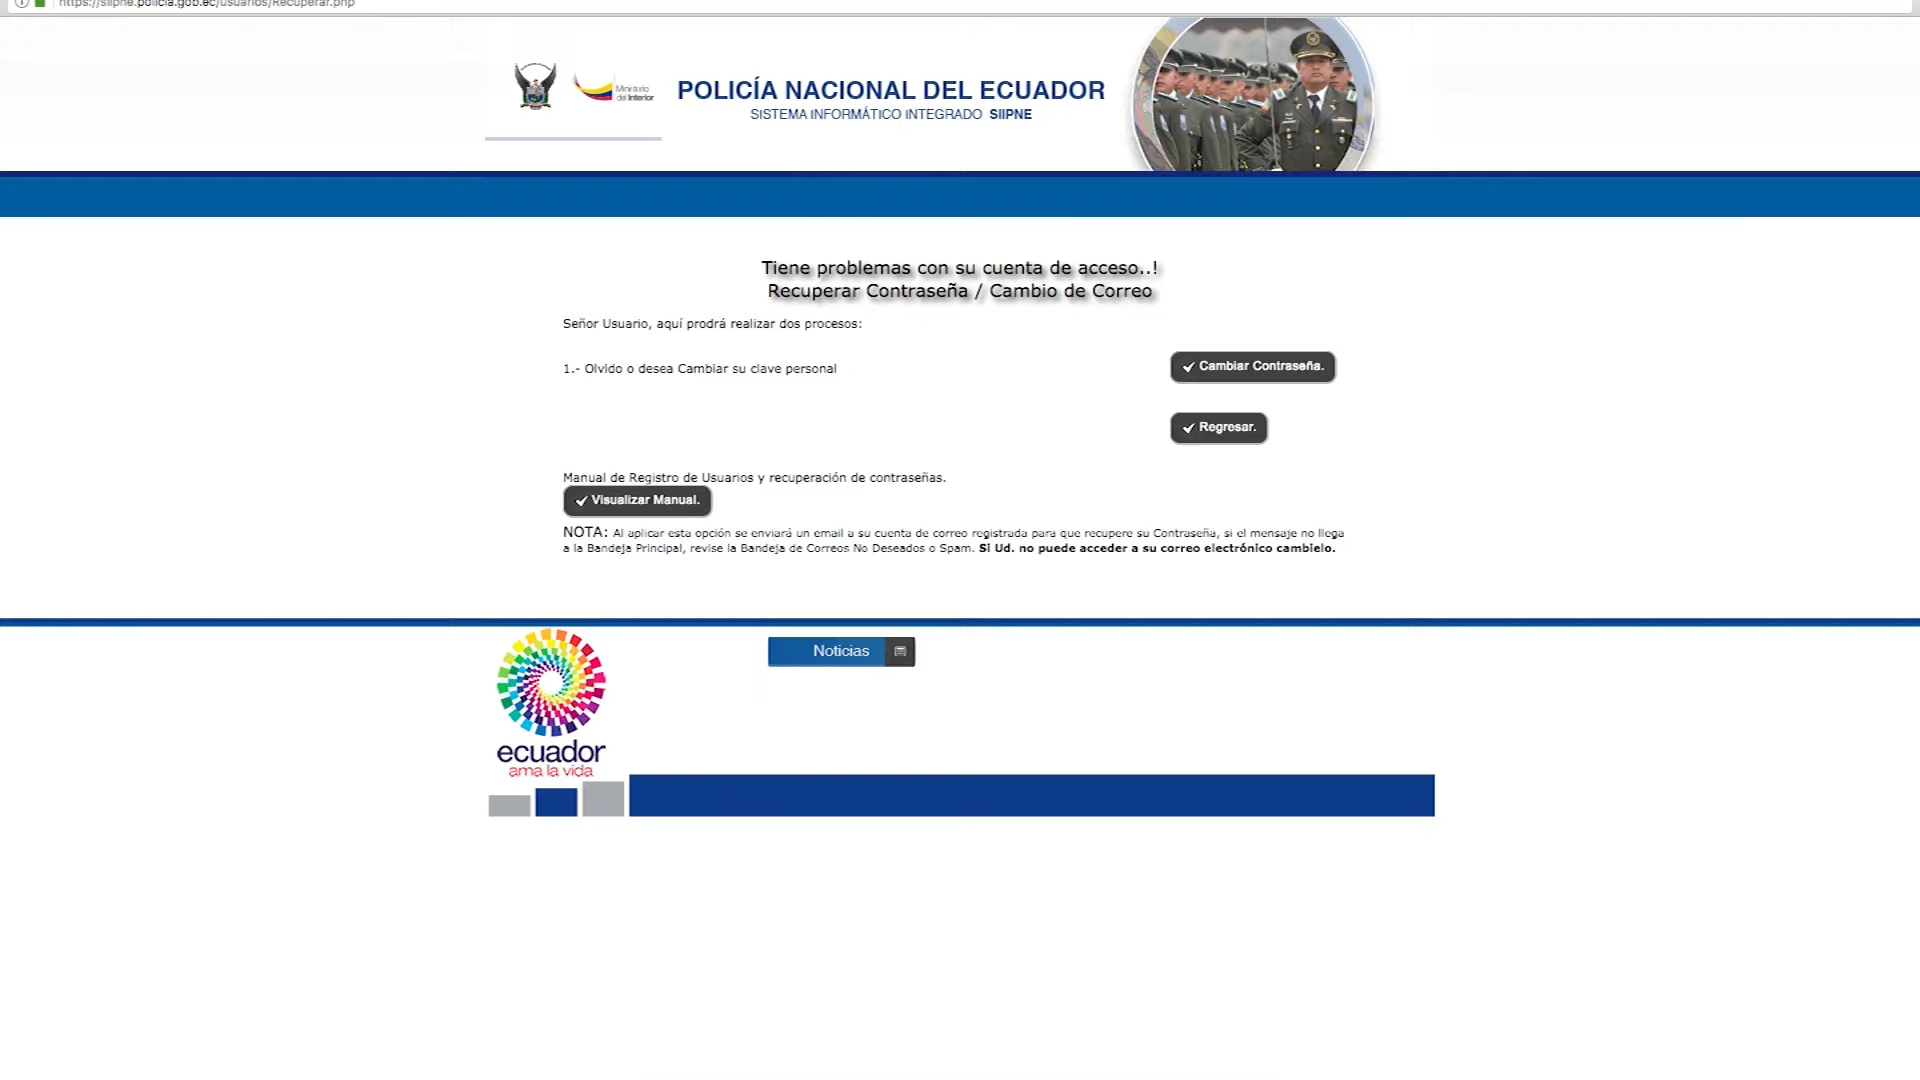 https://siipne.policia.gob.ec/usuarios/Recuperar.php
Ministerio
del Interior
POLICÍA NACIONAL DEL ECUADOR
SISTEMA INFORMÁTICO INTEGRADO SIIPNE
Tiene problemas con su cuenta de acceso..!
Recuperar Contraseña / Cambio de Correo
Señor Usuario, aquí prodrá realizar dos procesos:
1.- Olvido o desea Cambiar su clave personal
Cambiar Contraseña.
Regresar.
Manual de Registro de Usuarios y recuperación de contraseñas.
Visualizar Manual.
NOTA: Al aplicar esta opción se enviará un email a su cuenta de correo registrada para que recupere su Contraseña, si el mensaje no llega
a la Bandeja Principal, revise la Bandeja de Correos No Deseados o Spam. Si Ud. no puede acceder a su correo electrónico cambielo.
Noticias
ecuador
ama la vida